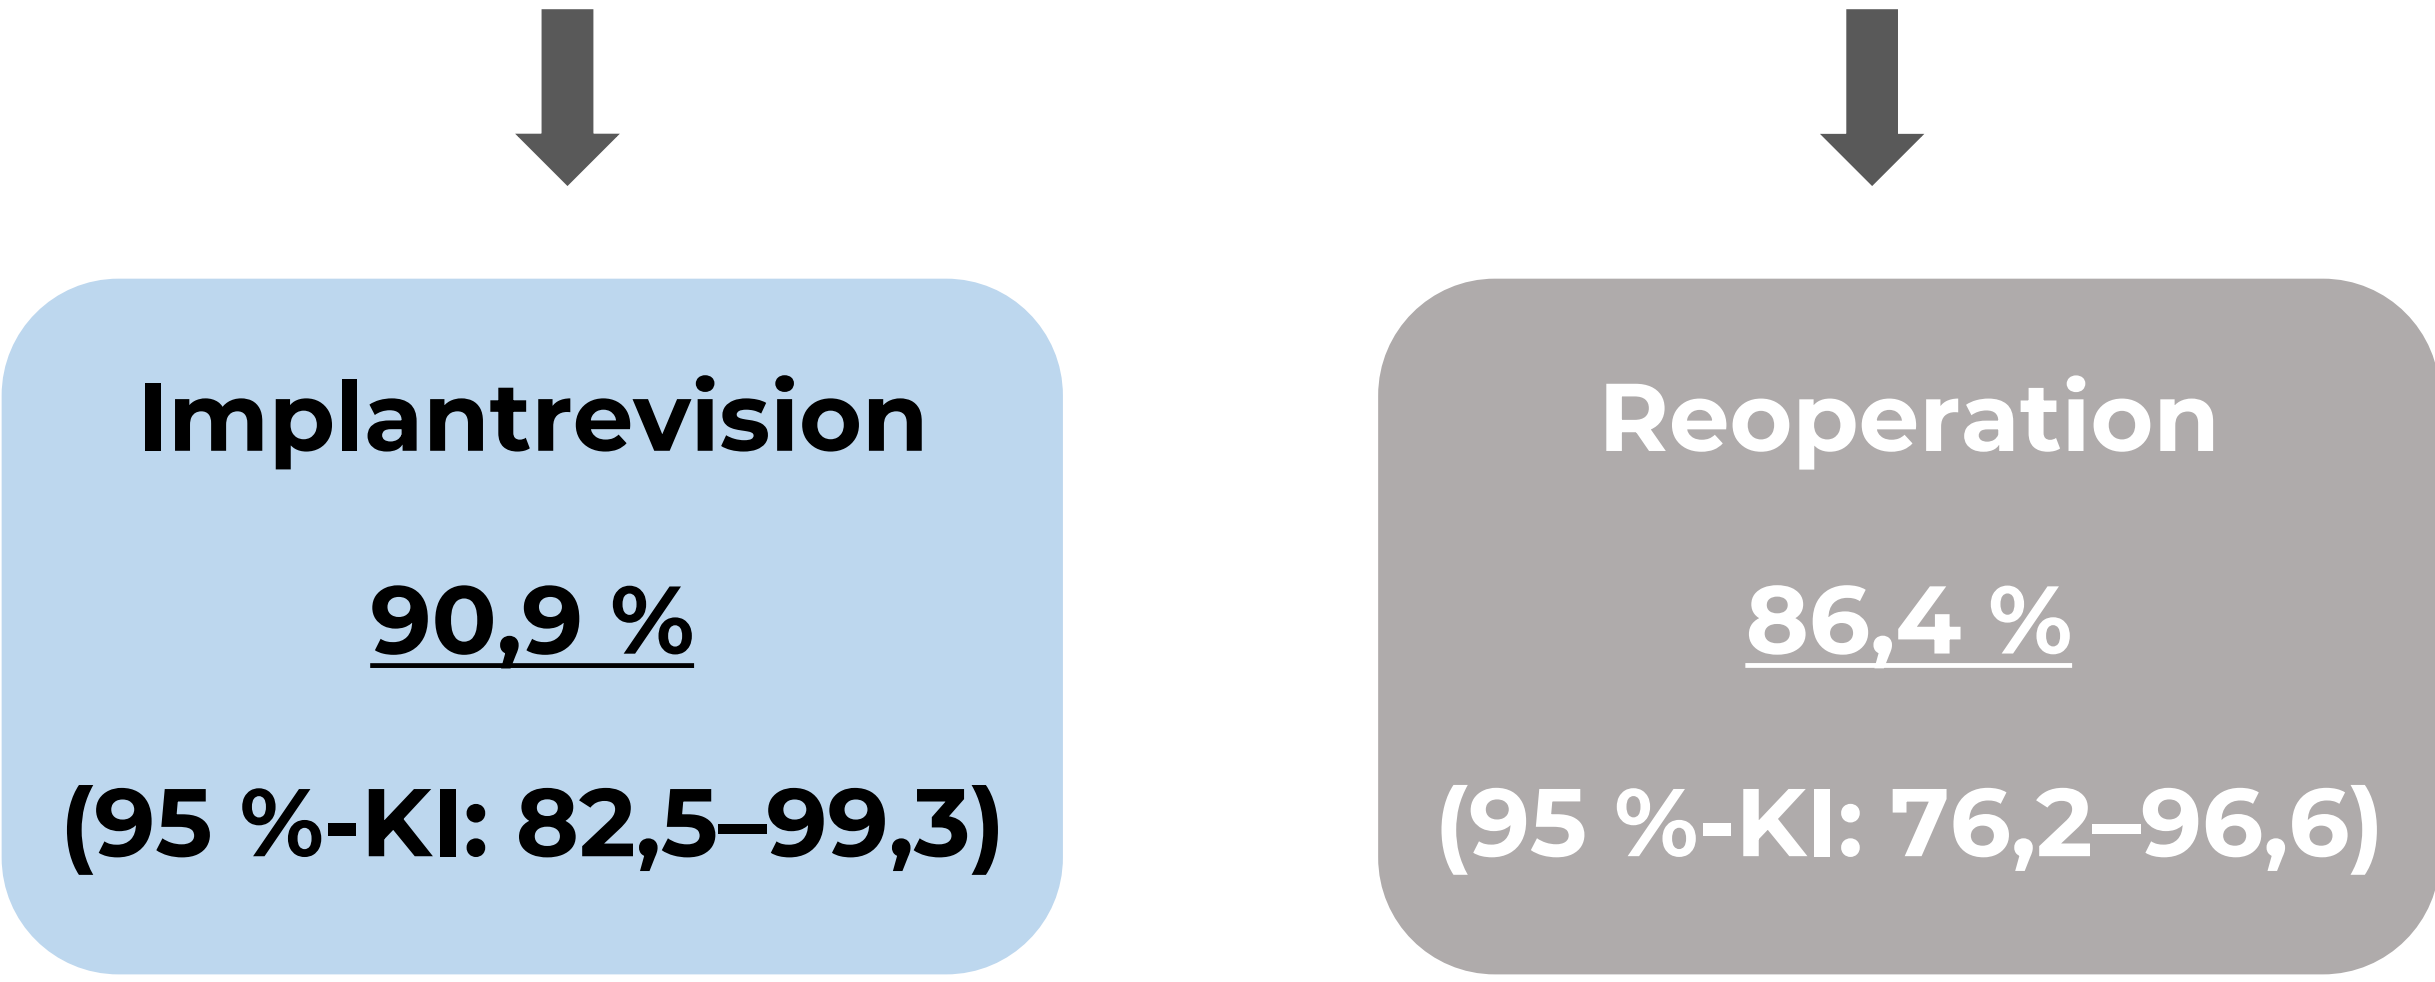 Implantrevision
90,9 %
(95 %-KI: 82,5–99,3)
Reoperation
86,4 %
(95 %-KI: 76,2–96,6)